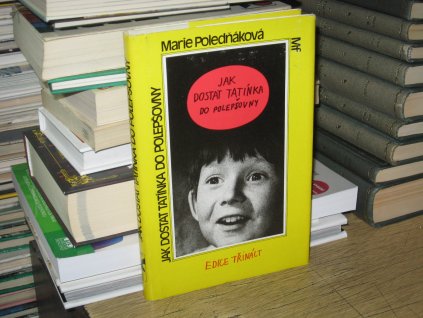 Marie Poledňáková
Mf
JAK DOSTAT TATÍNKA DO POLEPŠOVNY
JAK
DOSTAT TATÍNKA
DO POLEPŠOVNY
EDICE TŘINÁCT